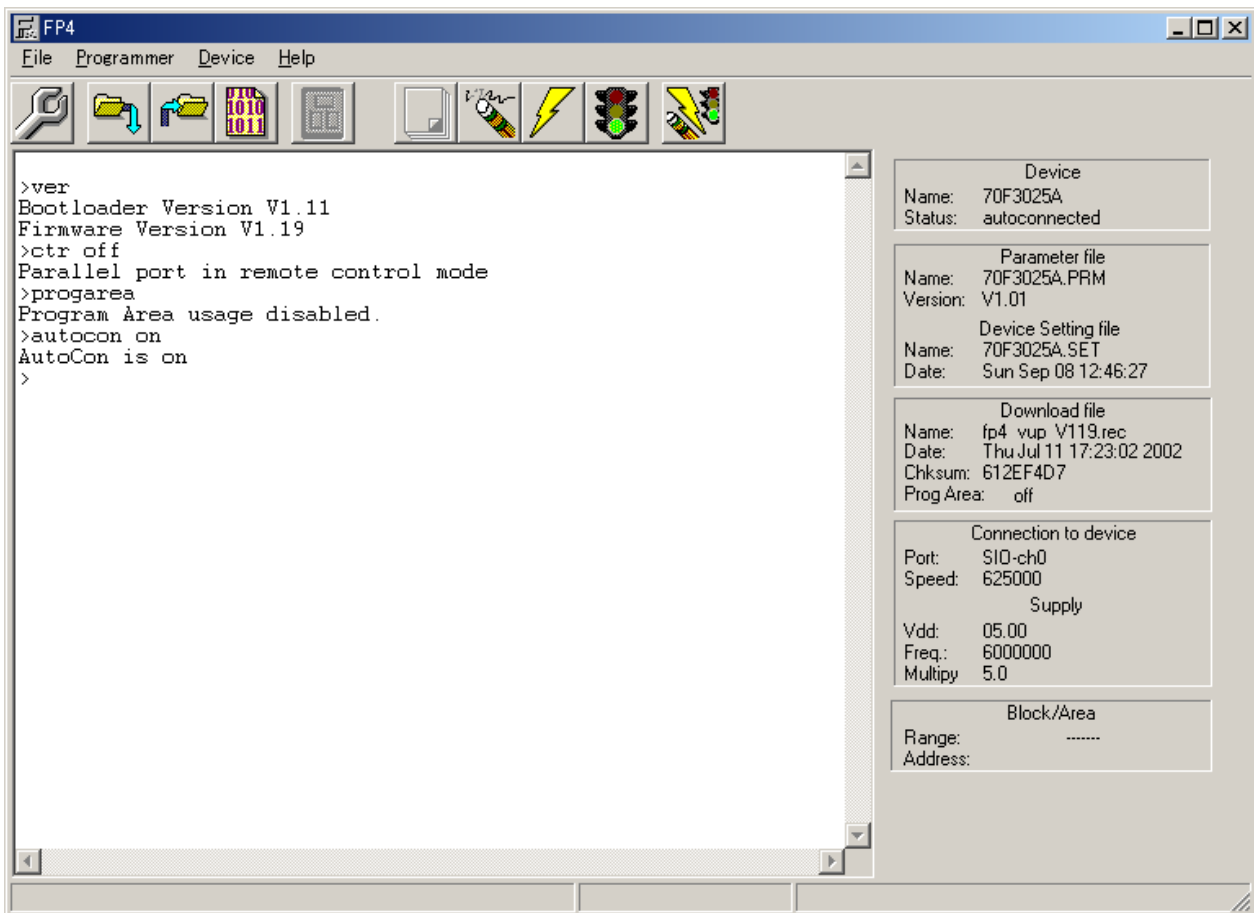 FP4
File Programmer Device Help
010
1010
1011
>ver
Bootloader Version V1.11
Firmware Version V1.19
>ctr off
Parallel port in remote control mode
>progarea
Program Area usage disabled.
>autocon on
AutoCon is on
>
Device
Name: 70F3025A
Status: autoconnected
Parameter file
Name: 70F3025A.PRM
Version: V1.01
Device Setting file
Name: 70F3025A.SET
Date: Sun Sep 08 12:46:27
Download file
Name: fp4_vup_V119.rec
Date: Thu Jul 11 17:23:02 2002
Chksum: 612EF4D7
Prog Area: off
Connection to device
Port: SIO-ch0
Speed: 625000
Supply
Vdd: 05.00
Freq.: 6000000
Multipy 5.0
Block/Area
Range: -------
Address: